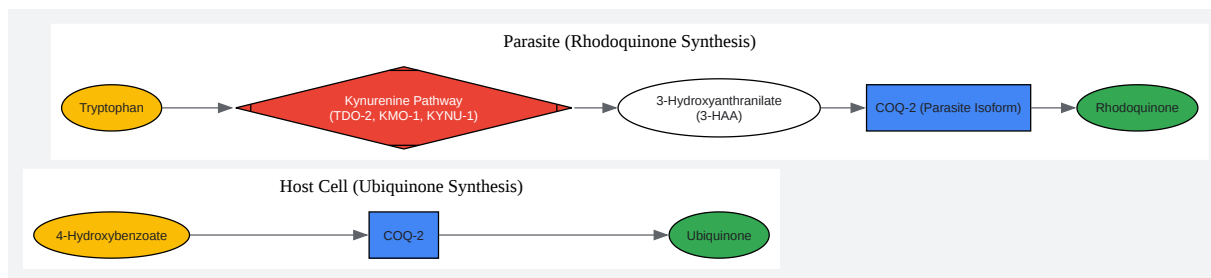 Parasite (Rhodoquinone Synthesis)
Tryptophan
Kynurenine Pathway
(TDO-2, KMO-1, KYNU-1)
3-Hydroxyanthranilate
(3-HAA)
COQ-2 (Parasite Isoform)
Rhodoquinone
Host Cell (Ubiquinone Synthesis)
4-Hydroxybenzoate
COQ-2
Ubiquinone